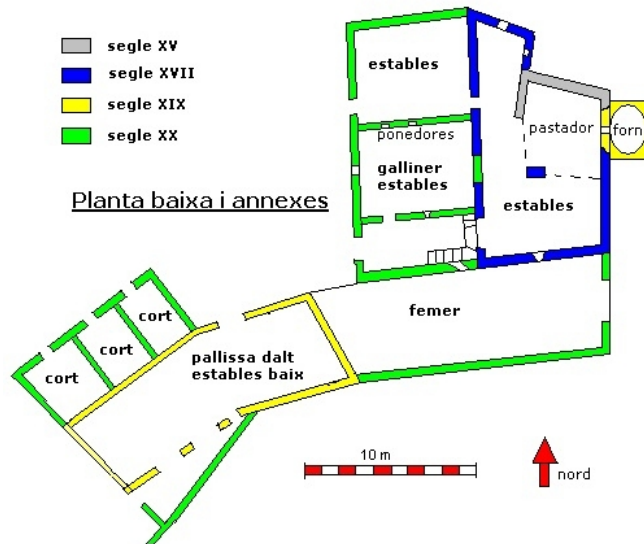 segle XV
segle XVII
segle XIX
segle XX
Planta baixa i annexes
estables
ponedores
galliner
estables
pastador
forn
estables
femer
cort
cort
cort
pallissa dalt
estables baix
10 m
nord